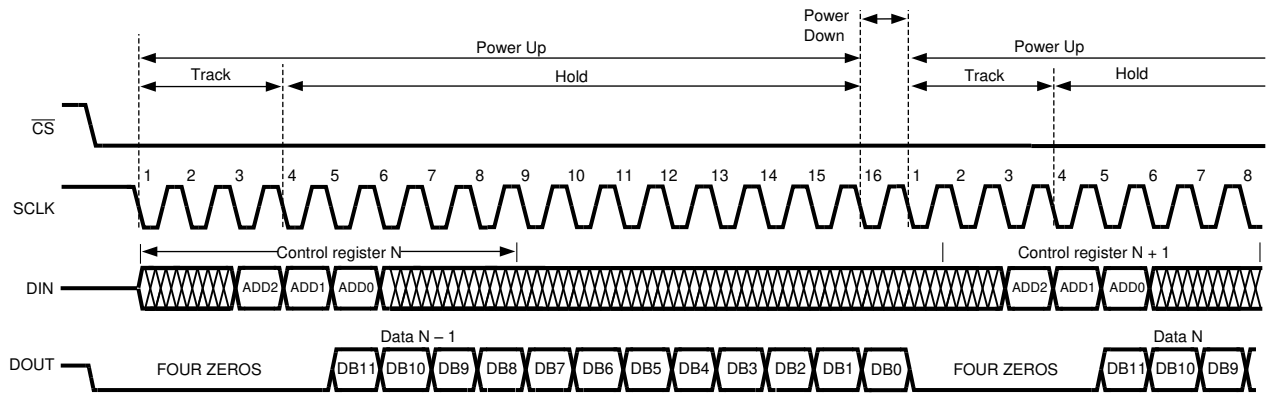 Power
Down
Power Up
Power Up
Track
Hold
Track
Hold
CS
1 2 3 4 5 6 7 8 9 10 11 12 13 14 15 16 1 2 3 4 5 6 7 8
SCLK
Control register N
Control register N + 1
DIN
ADD2 ADD1 ADD0
ADD2 ADD1 ADD0
Data N – 1
Data N
DOUT
FOUR ZEROS
DB11 DB10 DB9 DB8 DB7 DB6 DB5 DB4 DB3 DB2 DB1 DB0
FOUR ZEROS
DB11 DB10 DB9